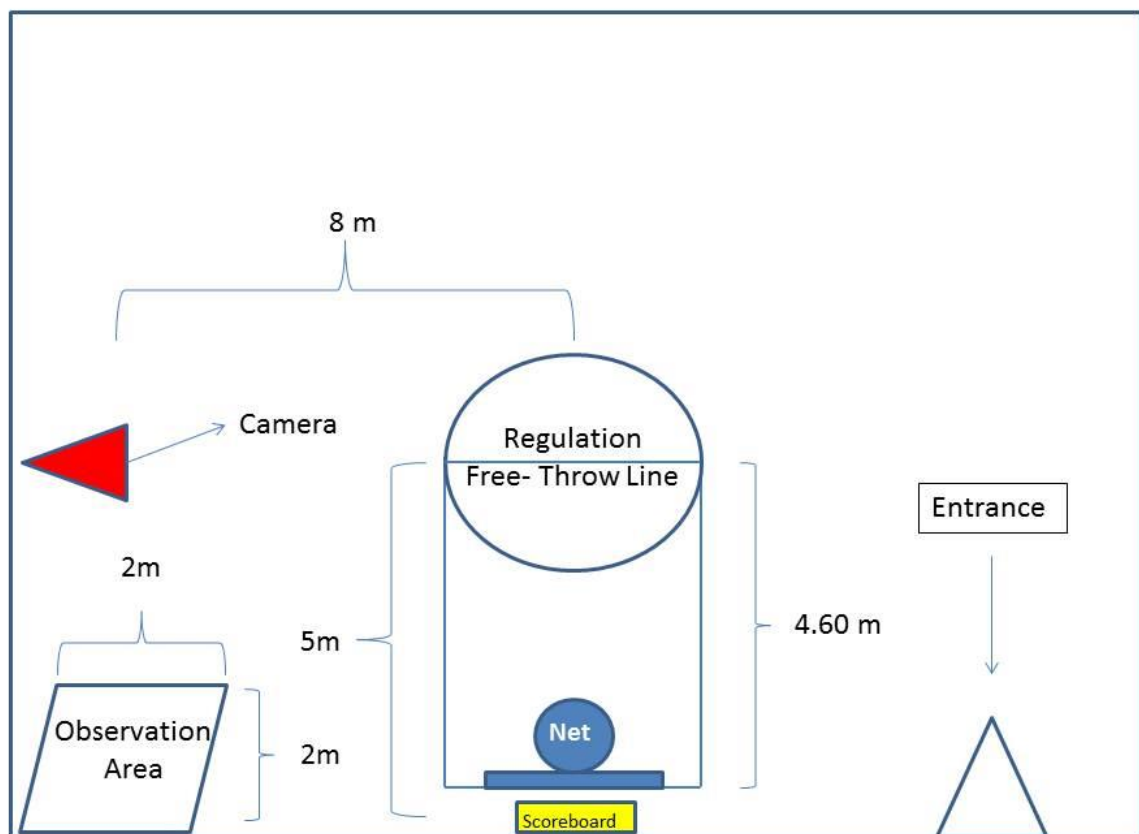 8 m
Camera
Regulation
Free- Throw Line
Entrance
2m
5m
4.60 m
Observation
Area
2m
Net
Scoreboard